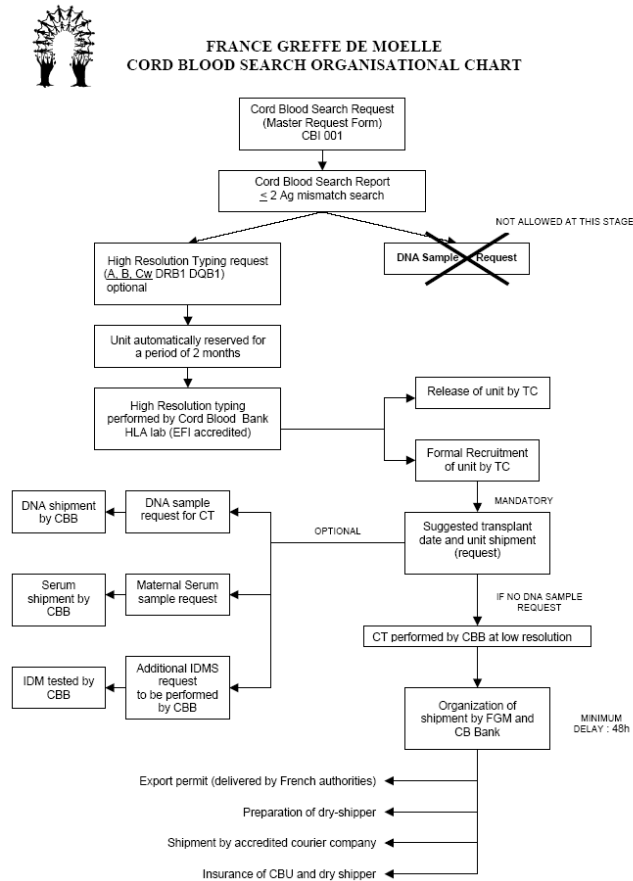 FRANCE GREFFE DE MOELLE
CORD BLOOD SEARCH ORGANISATIONAL CHART
Cord Blood Search Request
(Master Request Form)
CBI 001
Cord Blood Search Report
≤ 2 Ag mismatch search
NOT ALLOWED AT THIS STAGE
High Resolution Typing request
(A, B, Cw DRB1 DQB1)
optional
DNA Sample Request
Unit automatically reserved for
a period of 2 months
High Resolution typing
performed by Cord Blood Bank
HLA lab (EFI accredited)
Release of unit by TC
Formal Recruitment
of unit by TC
MANDATORY
DNA shipment
by CBB
DNA sample
request for CT
OPTIONAL
Suggested transplant
date and unit shipment
(request)
Serum
shipment by
CBB
Maternal Serum
sample request
IF NO DNA SAMPLE
REQUEST
CT performed by CBB at low resolution
IDM tested by
CBB
Additional IDMS
request
to be performed
by CBB
Organization of
shipment by FGM and
CB Bank
MINIMUM
DELAY : 48h
Export permit (delivered by French authorities)
Preparation of dry-shipper
Shipment by accredited courier company
Insurance of CBU and dry shipper